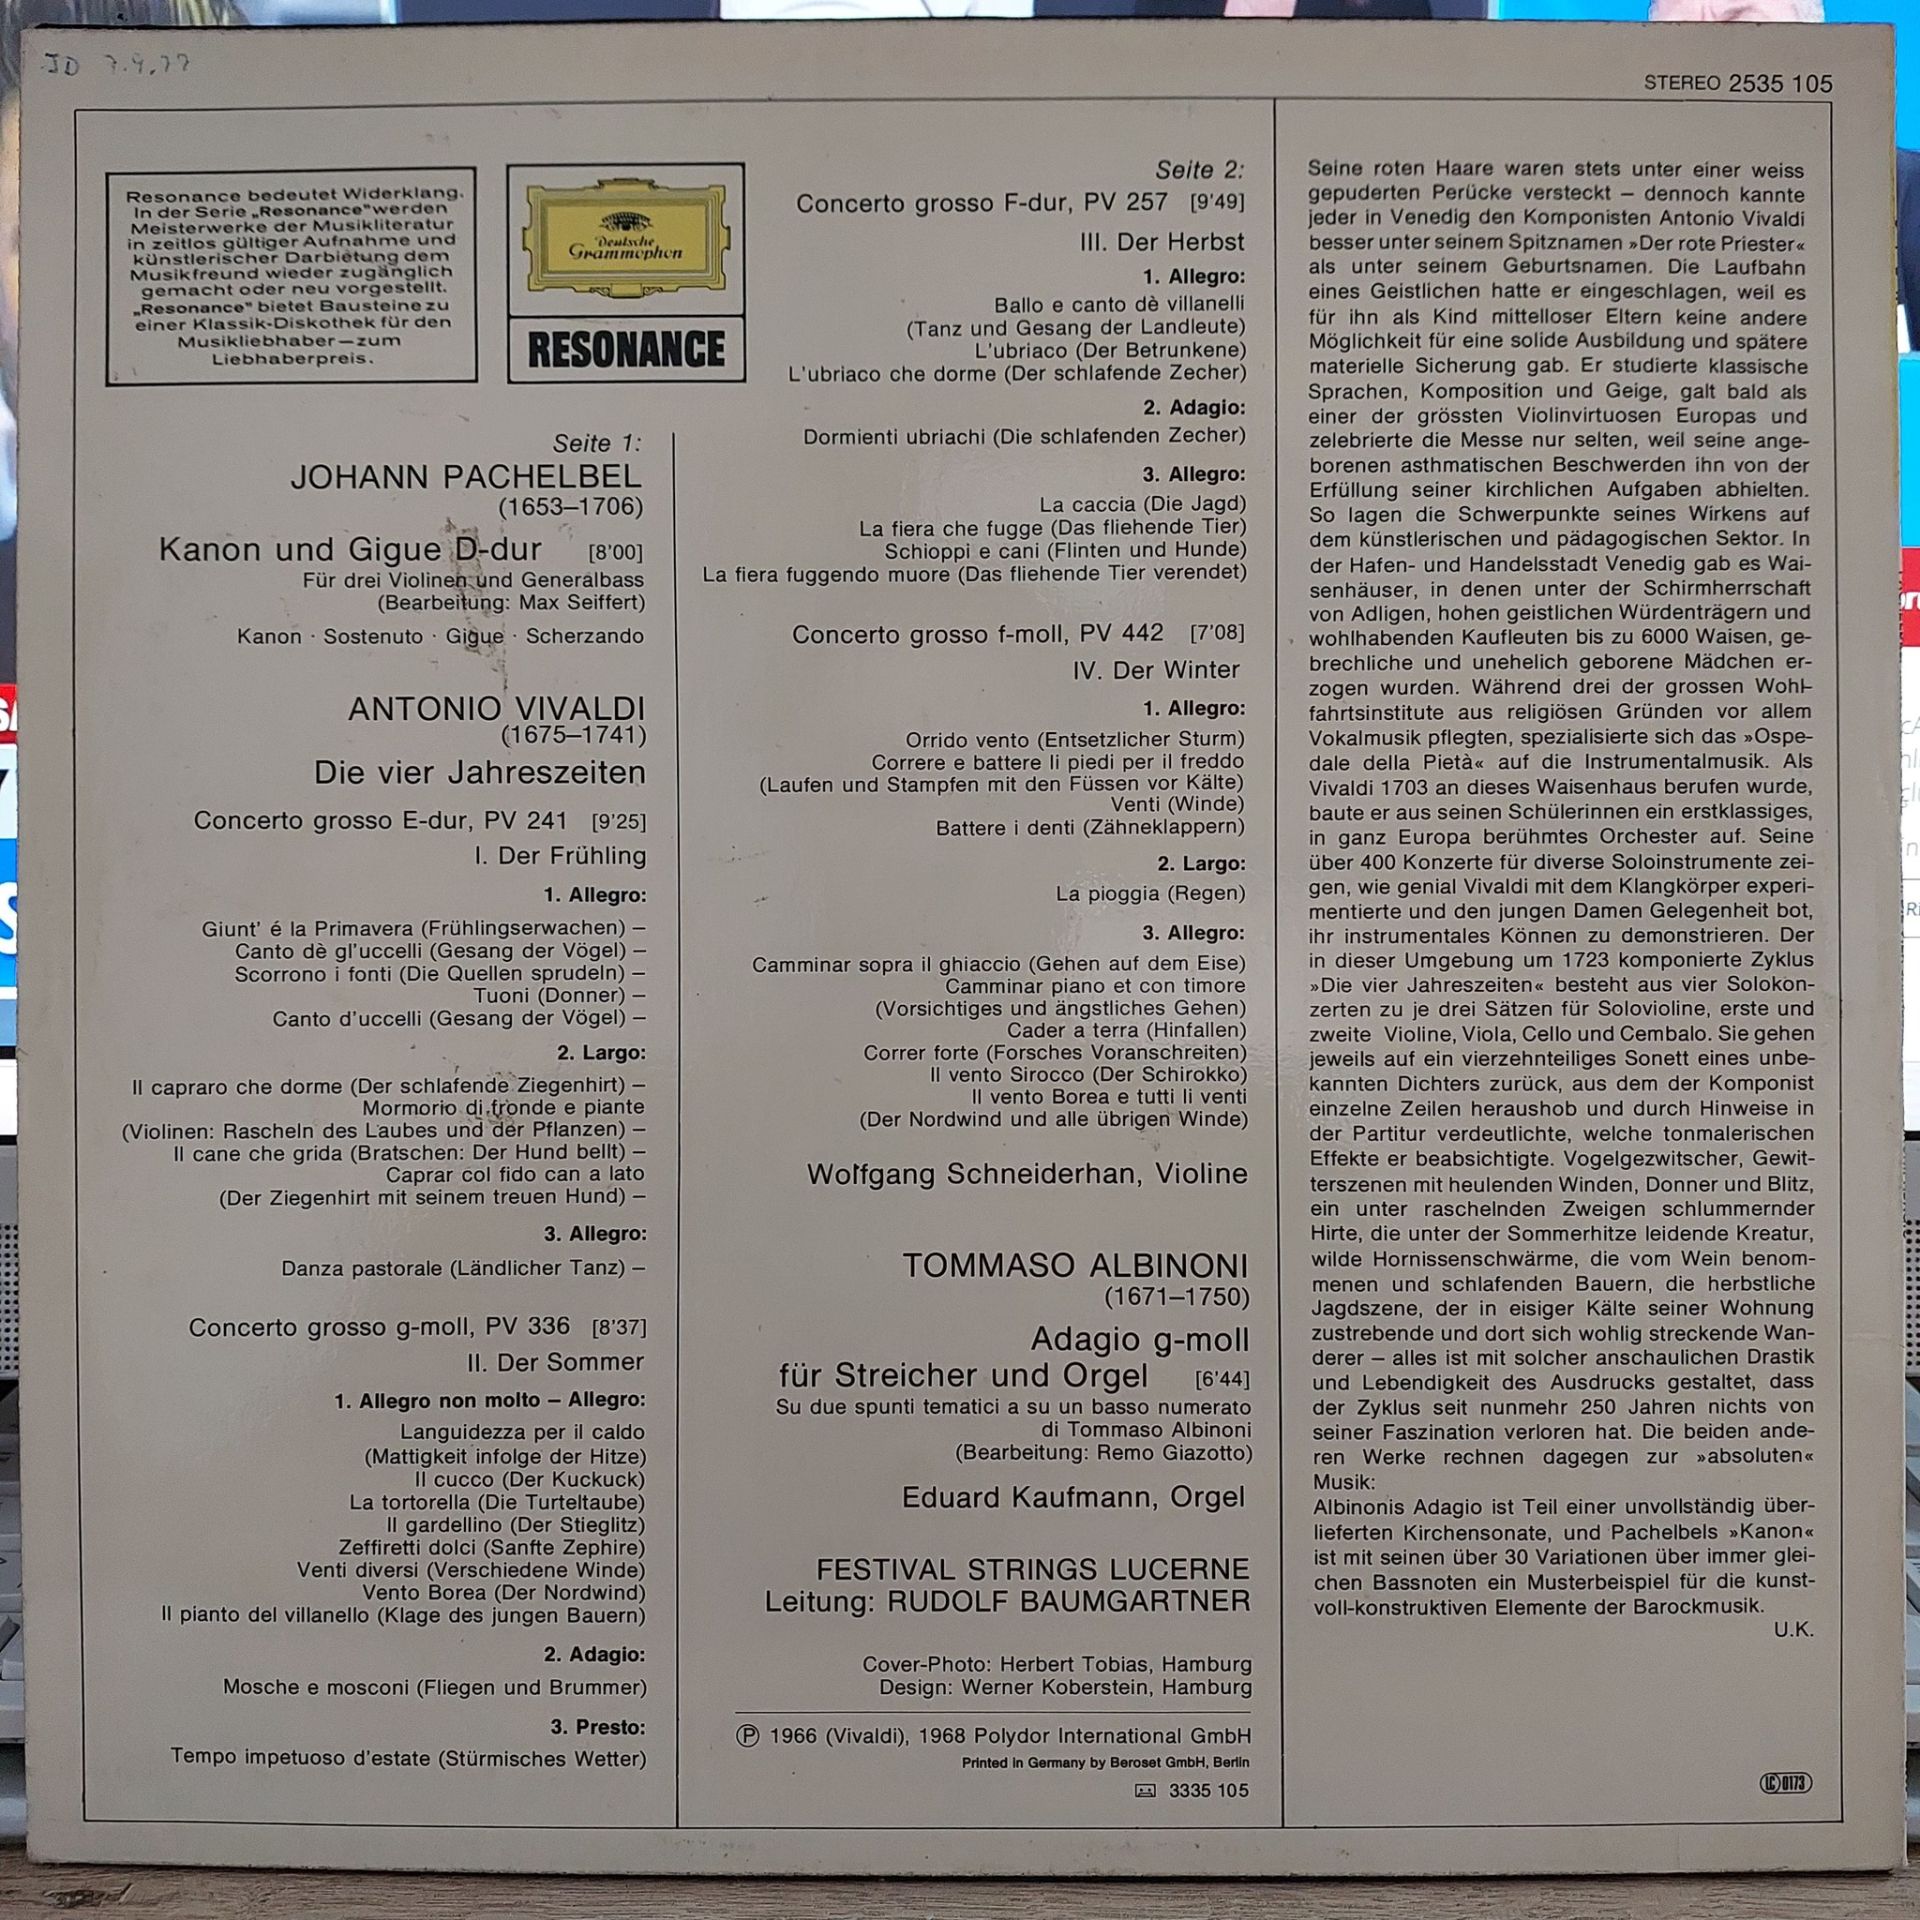 JD 7.9.77
STEREO 2535 105
Resonance bedeutet Widerklang.
In der Serie „Resonance" werden
Meisterwerke der Musikliteratur
in zeitlos gültiger Aufnahme und
künstlerischer Darbietung dem
Musikfreund wieder zugänglich
gemacht oder neu vorgestellt.
„Resonance" bietet Bausteine zu
einer Klassik-Diskothek für den
Musikliebhaber – zum
Liebhaberpreis.
Deutsche
Grammophon
RESONANCE
Seite 1:
JOHANN PACHELBEL
(1653–1706)
Kanon und Gigue D-dur [8'00]
Für drei Violinen und Generalbass
(Bearbeitung: Max Seiffert)
Kanon · Sostenuto · Gigue · Scherzando
ANTONIO VIVALDI
(1675–1741)
Die vier Jahreszeiten
Concerto grosso E-dur, PV 241 [9'25]
I. Der Frühling
1. Allegro:
Giunt' é la Primavera (Frühlingserwachen) –
Canto dè gl'uccelli (Gesang der Vögel) –
Scorrono i fonti (Die Quellen sprudeln) –
Tuoni (Donner) –
Canto d'uccelli (Gesang der Vögel) –
2. Largo:
Il capraro che dorme (Der schlafende Ziegenhirt) –
Mormorio di fronde e piante
(Violinen: Rascheln des Laubes und der Pflanzen) –
Il cane che grida (Bratschen: Der Hund bellt) –
Caprar col fido can a lato
(Der Ziegenhirt mit seinem treuen Hund) –
3. Allegro:
Danza pastorale (Ländlicher Tanz) –
Concerto grosso g-moll, PV 336 [8'37]
II. Der Sommer
1. Allegro non molto – Allegro:
Languidezza per il caldo
(Mattigkeit infolge der Hitze)
Il cucco (Der Kuckuck)
La tortorella (Die Turteltaube)
Il gardellino (Der Stieglitz)
Zeffiretti dolci (Sanfte Zephire)
Venti diversi (Verschiedene Winde)
Vento Borea (Der Nordwind)
Il pianto del villanello (Klage des jungen Bauern)
2. Adagio:
Mosche e mosconi (Fliegen und Brummer)
3. Presto:
Tempo impetuoso d'estate (Stürmisches Wetter)
Seite 2:
Concerto grosso F-dur, PV 257 [9'49]
III. Der Herbst
1. Allegro:
Ballo e canto dè villanelli
(Tanz und Gesang der Landleute)
L'ubriaco (Der Betrunkene)
L'ubriaco che dorme (Der schlafende Zecher)
2. Adagio:
Dormienti ubriachi (Die schlafenden Zecher)
3. Allegro:
La caccia (Die Jagd)
La fiera che fugge (Das fliehende Tier)
Schioppi e cani (Flinten und Hunde)
La fiera fuggendo muore (Das fliehende Tier verendet)
Concerto grosso f-moll, PV 442 [7'08]
IV. Der Winter
1. Allegro:
Orrido vento (Entsetzlicher Sturm)
Correre e battere li piedi per il freddo
(Laufen und Stampfen mit den Füssen vor Kälte)
Venti (Winde)
Battere i denti (Zähneklappern)
2. Largo:
La pioggia (Regen)
3. Allegro:
Camminar sopra il ghiaccio (Gehen auf dem Eise)
Camminar piano et con timore
(Vorsichtiges und ängstliches Gehen)
Cader a terra (Hinfallen)
Correr forte (Forsches Voranschreiten)
Il vento Sirocco (Der Schirokko)
Il vento Borea e tutti li venti
(Der Nordwind und alle übrigen Winde)
Wolfgang Schneiderhan, Violine
TOMMASO ALBINONI
(1671–1750)
Adagio g-moll
für Streicher und Orgel [6'44]
Su due spunti tematici a su un basso numerato
di Tommaso Albinoni
(Bearbeitung: Remo Giazotto)
Eduard Kaufmann, Orgel
FESTIVAL STRINGS LUCERNE
Leitung: RUDOLF BAUMGARTNER
Cover-Photo: Herbert Tobias, Hamburg
Design: Werner Koberstein, Hamburg
Ⓟ 1966 (Vivaldi), 1968 Polydor International GmbH
Printed in Germany by Beroset GmbH, Berlin
3335 105
Seine roten Haare waren stets unter einer weiss
gepuderten Perücke versteckt – dennoch kannte
jeder in Venedig den Komponisten Antonio Vivaldi
besser unter seinem Spitznamen »Der rote Priester«
als unter seinem Geburtsnamen. Die Laufbahn
eines Geistlichen hatte er eingeschlagen, weil es
für ihn als Kind mittelloser Eltern keine andere
Möglichkeit für eine solide Ausbildung und spätere
materielle Sicherung gab. Er studierte klassische
Sprachen, Komposition und Geige, galt bald als
einer der grössten Violinvirtuosen Europas und
zelebrierte die Messe nur selten, weil seine ange-
borenen asthmatischen Beschwerden ihn von der
Erfüllung seiner kirchlichen Aufgaben abhielten.
So lagen die Schwerpunkte seines Wirkens auf
dem künstlerischen und pädagogischen Sektor. In
der Hafen- und Handelsstadt Venedig gab es Wai-
senhäuser, in denen unter der Schirmherrschaft
von Adligen, hohen geistlichen Würdenträgern und
wohlhabenden Kaufleuten bis zu 6000 Waisen, ge-
brechliche und unehelich geborene Mädchen er-
zogen wurden. Während drei der grossen Wohl-
fahrtsinstitute aus religiösen Gründen vor allem
Vokalmusik pflegten, spezialisierte sich das »Ospe-
dale della Pietà« auf die Instrumentalmusik. Als
Vivaldi 1703 an dieses Waisenhaus berufen wurde,
baute er aus seinen Schülerinnen ein erstklassiges,
in ganz Europa berühmtes Orchester auf. Seine
über 400 Konzerte für diverse Soloinstrumente zei-
gen, wie genial Vivaldi mit dem Klangkörper experi-
mentierte und den jungen Damen Gelegenheit bot,
ihr instrumentales Können zu demonstrieren. Der
in dieser Umgebung um 1723 komponierte Zyklus
»Die vier Jahreszeiten« besteht aus vier Solokon-
zerten zu je drei Sätzen für Solovioline, erste und
zweite Violine, Viola, Cello und Cembalo. Sie gehen
jeweils auf ein vierzehnteiliges Sonett eines unbe-
kannten Dichters zurück, aus dem der Komponist
einzelne Zeilen heraushob und durch Hinweise in
der Partitur verdeutlichte, welche tonmalerischen
Effekte er beabsichtigte. Vogelgezwitscher, Gewit-
terszenen mit heulenden Winden, Donner und Blitz,
ein unter raschelnden Zweigen schlummernder
Hirte, die unter der Sommerhitze leidende Kreatur,
wilde Hornissenschwärme, die vom Wein benom-
menen und schlafenden Bauern, die herbstliche
Jagdszene, der in eisiger Kälte seiner Wohnung
zustrebende und dort sich wohlig streckende Wan-
derer – alles ist mit solcher anschaulichen Drastik
und Lebendigkeit des Ausdrucks gestaltet, dass
der Zyklus seit nunmehr 250 Jahren nichts von
seiner Faszination verloren hat. Die beiden ande-
ren Werke rechnen dagegen zur »absoluten«
Musik:
Albinonis Adagio ist Teil einer unvollständig über-
lieferten Kirchensonate, und Pachelbels »Kanon«
ist mit seinen über 30 Variationen über immer glei-
chen Bassnoten ein Musterbeispiel für die kunst-
voll-konstruktiven Elemente der Barockmusik.
U.K.
LC 0173